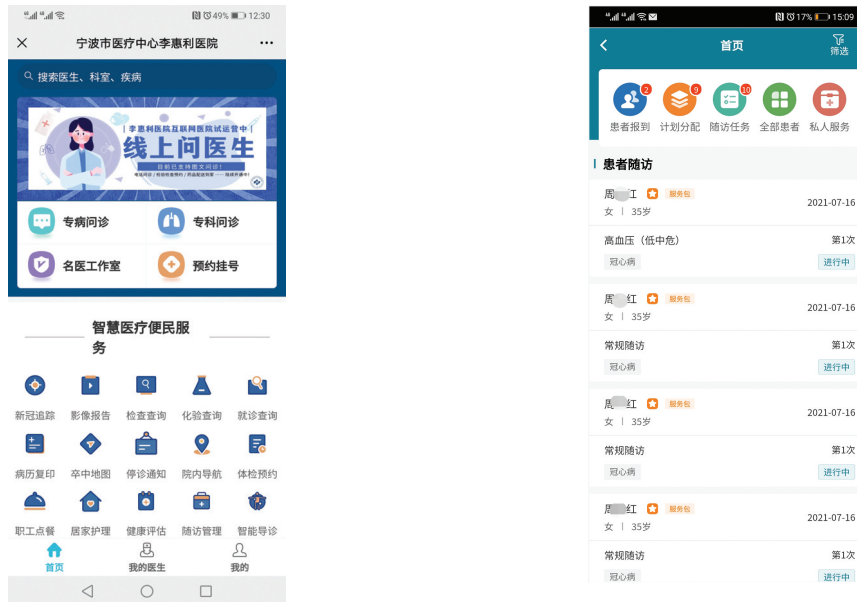 49% 12:30
宁波市医疗中心李惠利医院
搜索医生、科室、疾病
李惠利医院互联网医院试运营中
线上问医生
目前已支持图文问诊!
专病问诊
专科问诊
名医工作室
预约挂号
智慧医疗便民服
务
新冠追踪 影像报告 检查查询 化验查询 就诊查询
病历复印 卒中地图 停诊通知 院内导航 体检预约
职工点餐 居家护理 健康评估 随访管理 智能导诊
首页 我的医生 我的
17% 15:09
首页 筛选
2 9 10
患者报到 计划分配 随访任务 全部患者 私人服务
患者随访
周 江 服务包
女 | 35岁 2021-07-16
高血压（低中危） 第1次
冠心病 进行中
周 红 服务包
女 | 35岁 2021-07-16
常规随访 第1次
冠心病 进行中
周 红 服务包
女 | 35岁 2021-07-16
常规随访 第1次
冠心病 进行中
周 红 服务包
女 | 35岁 2021-07-16
常规随访 第1次
冠心病 进行中